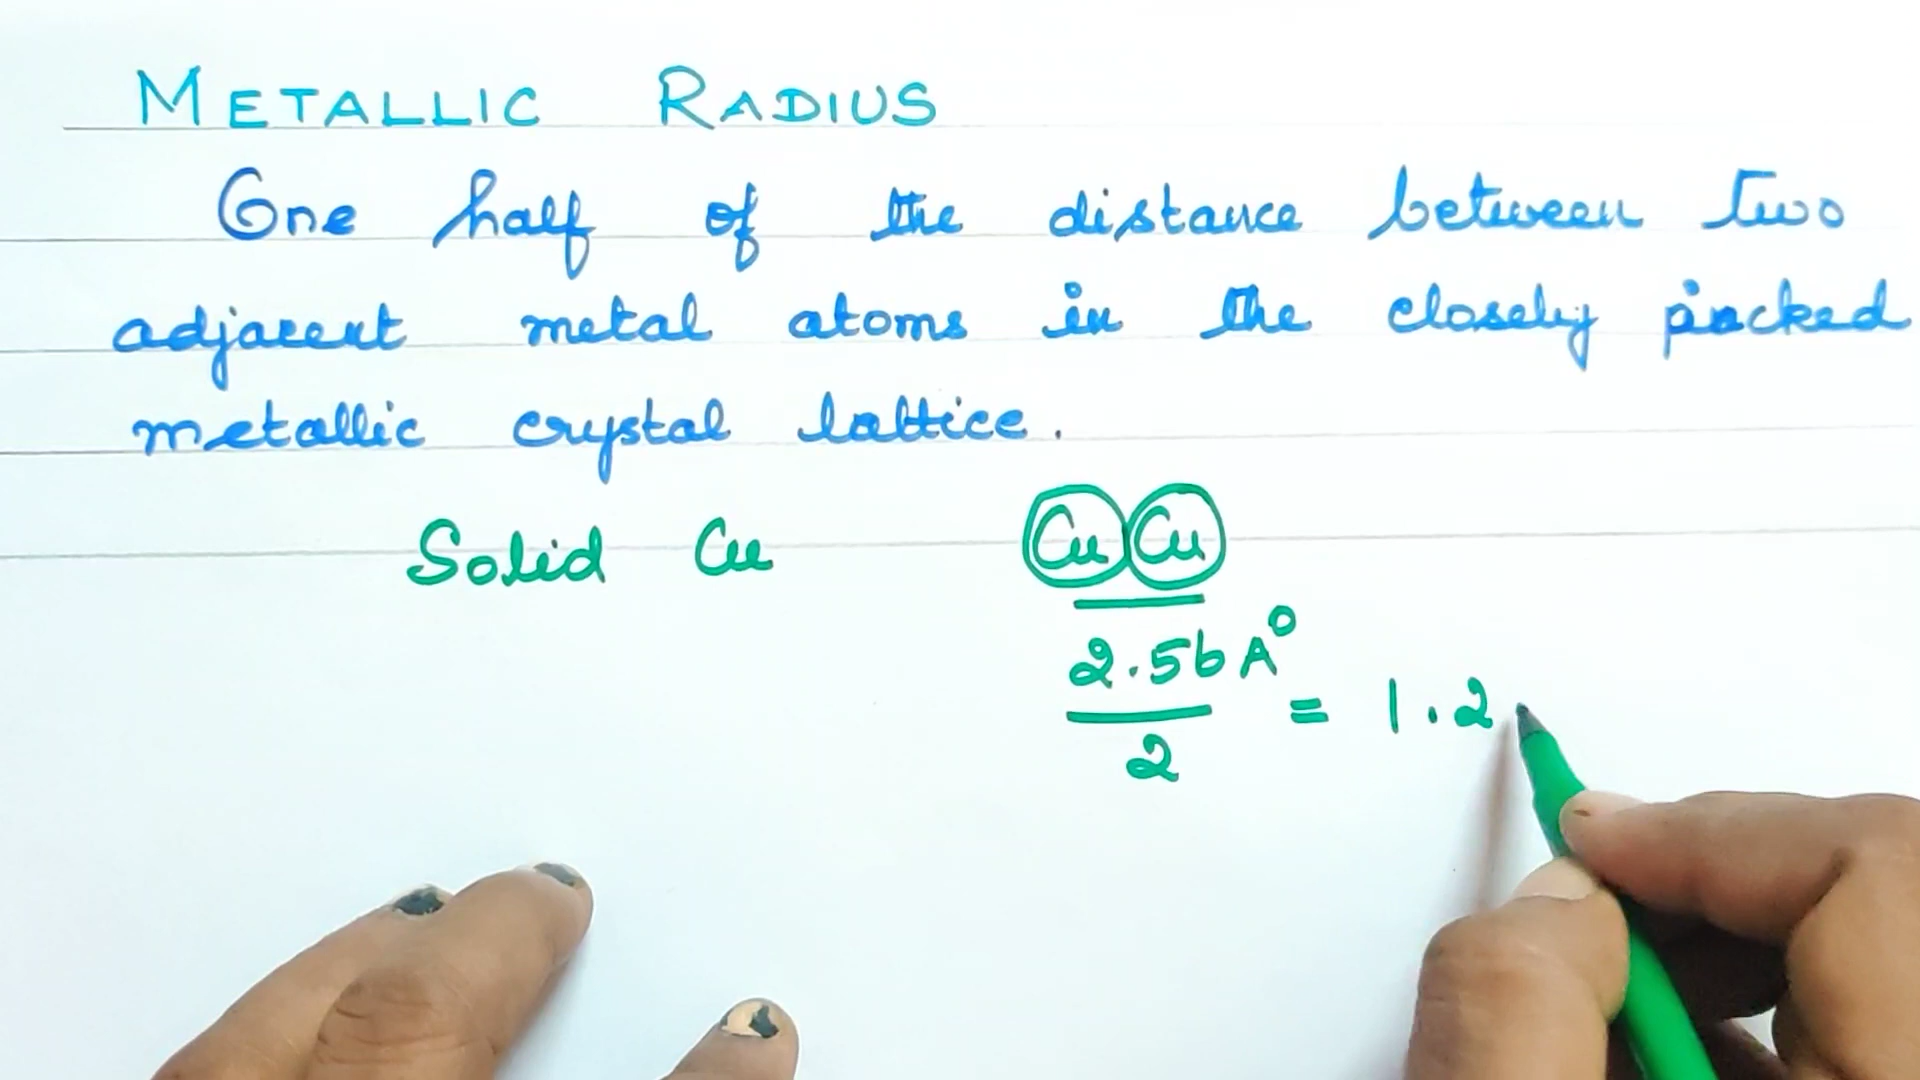 METALLIC RADIUS
One half of the distance between two
adjacent metal atoms in the closely packed
metallic crystal lattice.
Solid Cu Cu Cu
2.56 A°
2 = 1.2